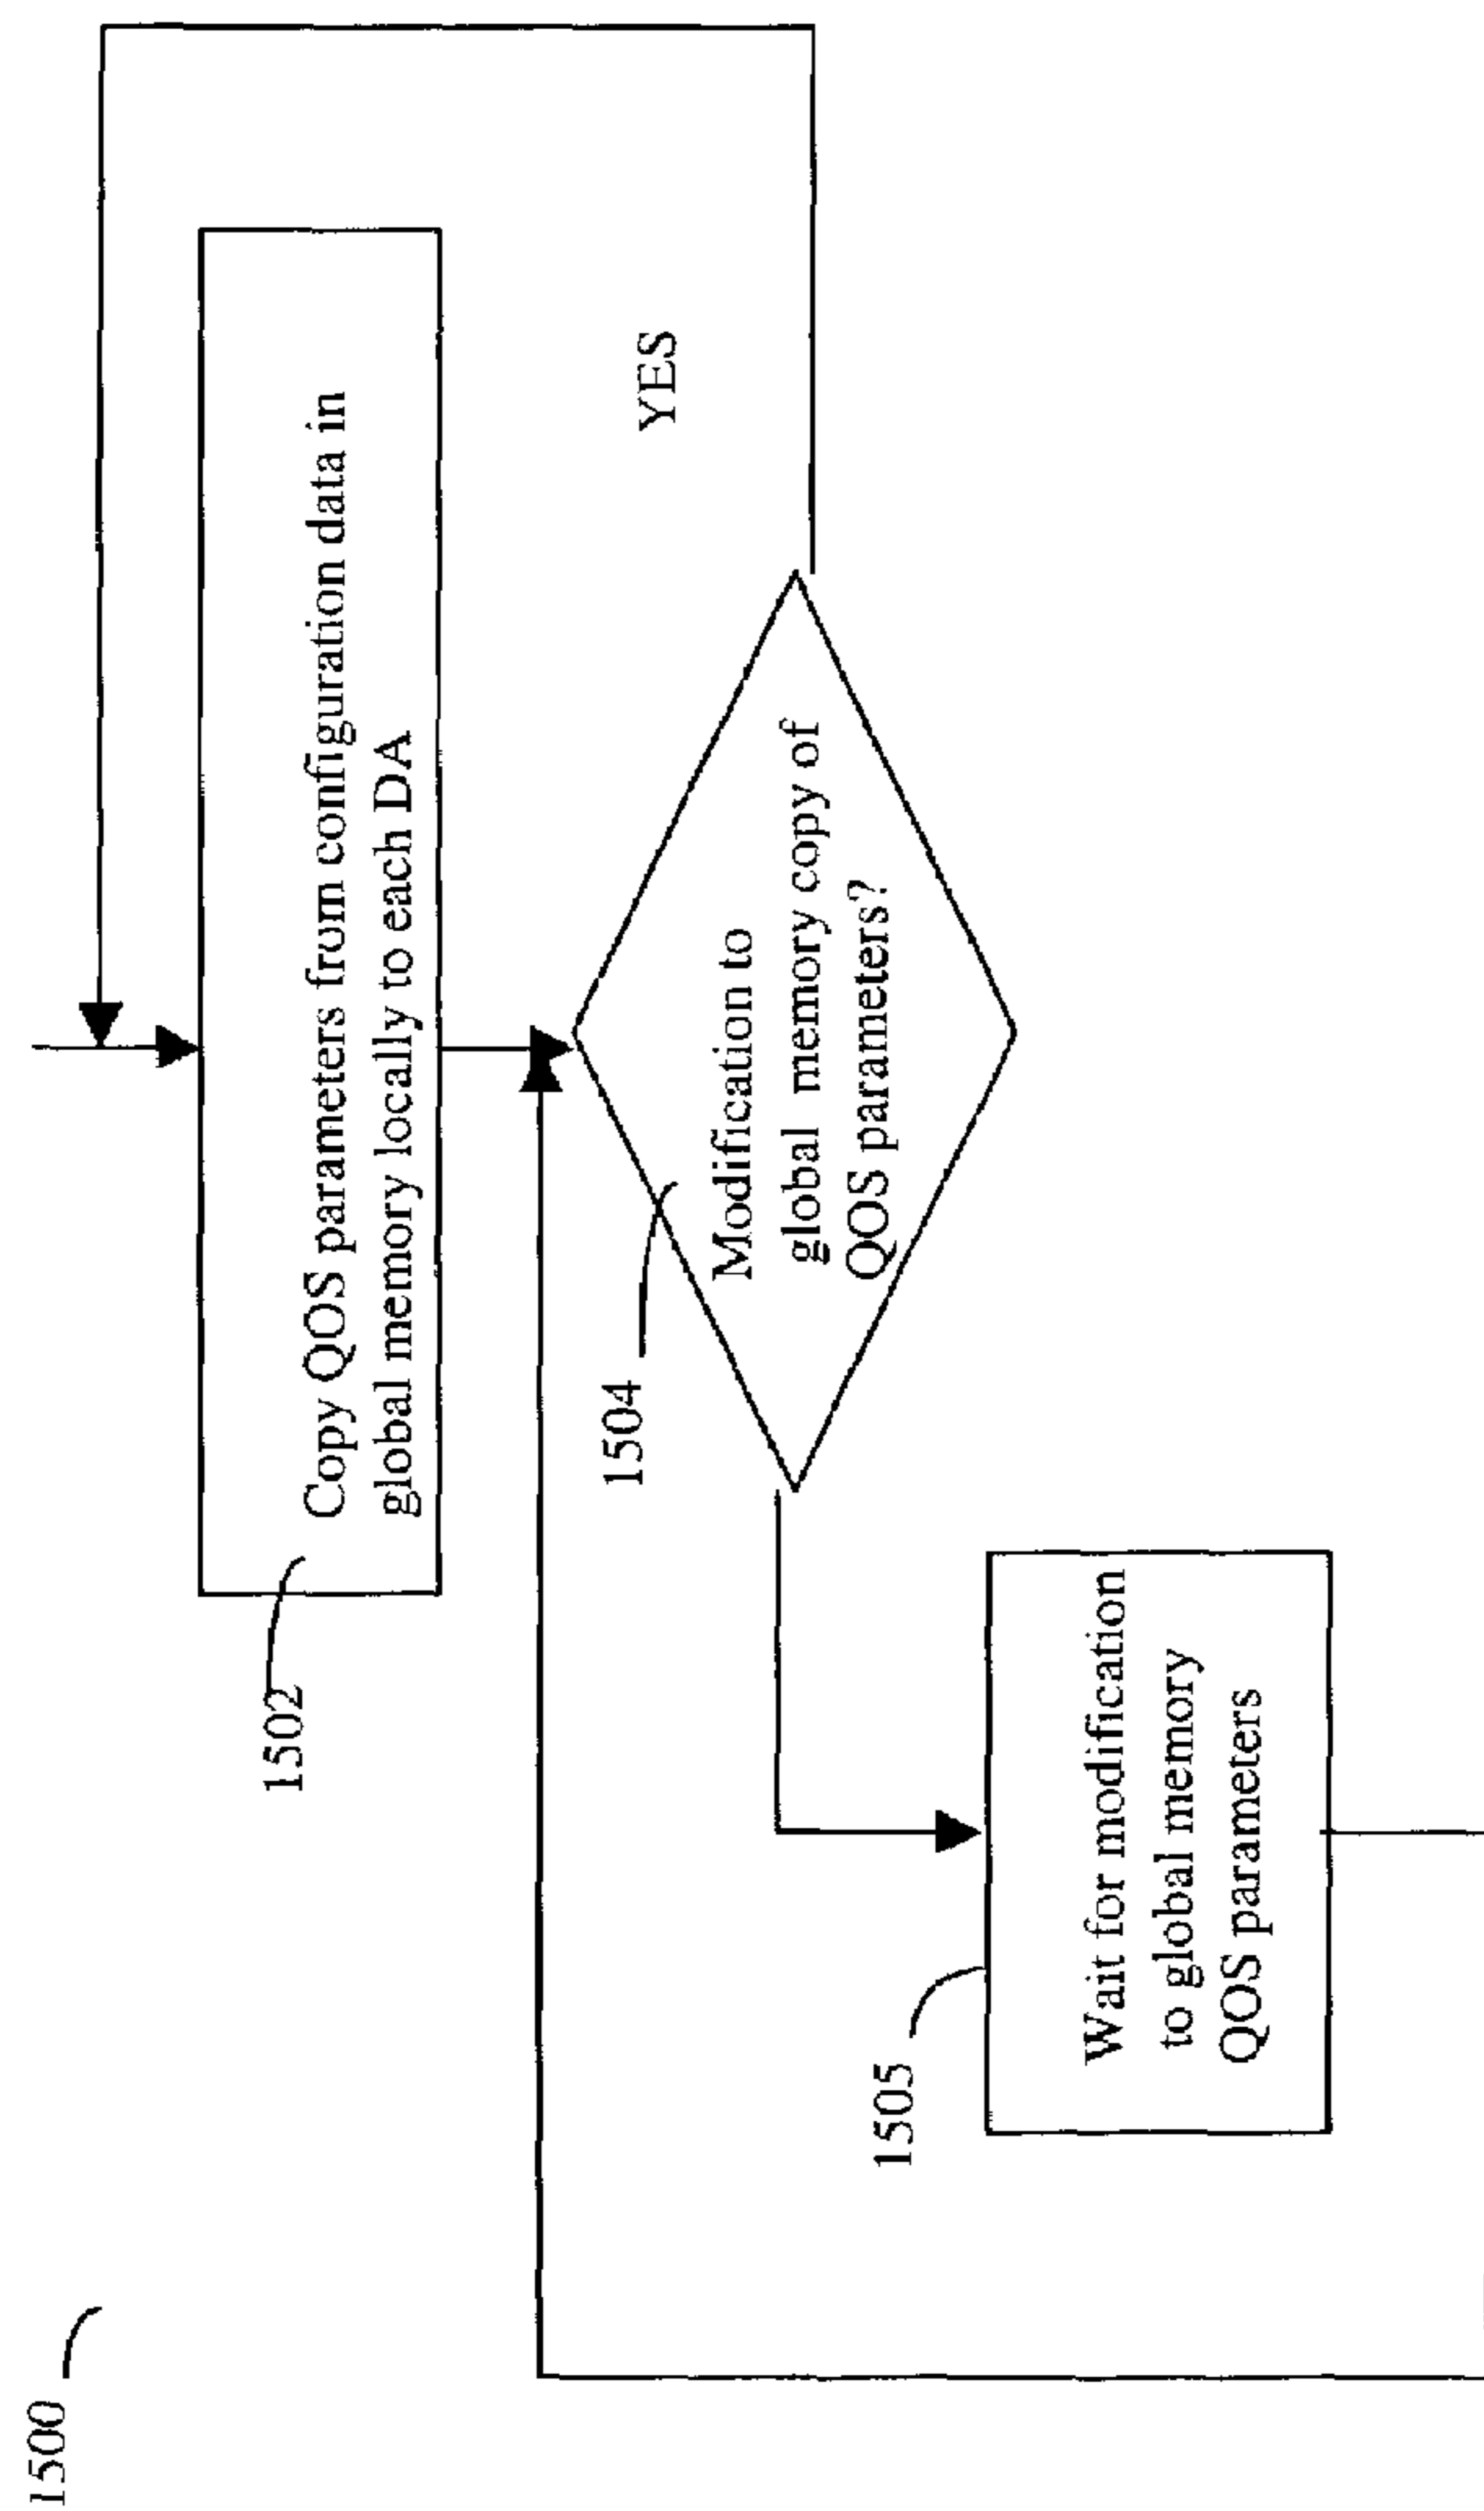 1500
1502
Copy QOS parameters from configuration data in
global memory locally to each DA
1504
YES
Modification to
global memory copy of
QOS parameters?
1505
Wait for modification
to global memory
QOS parameters